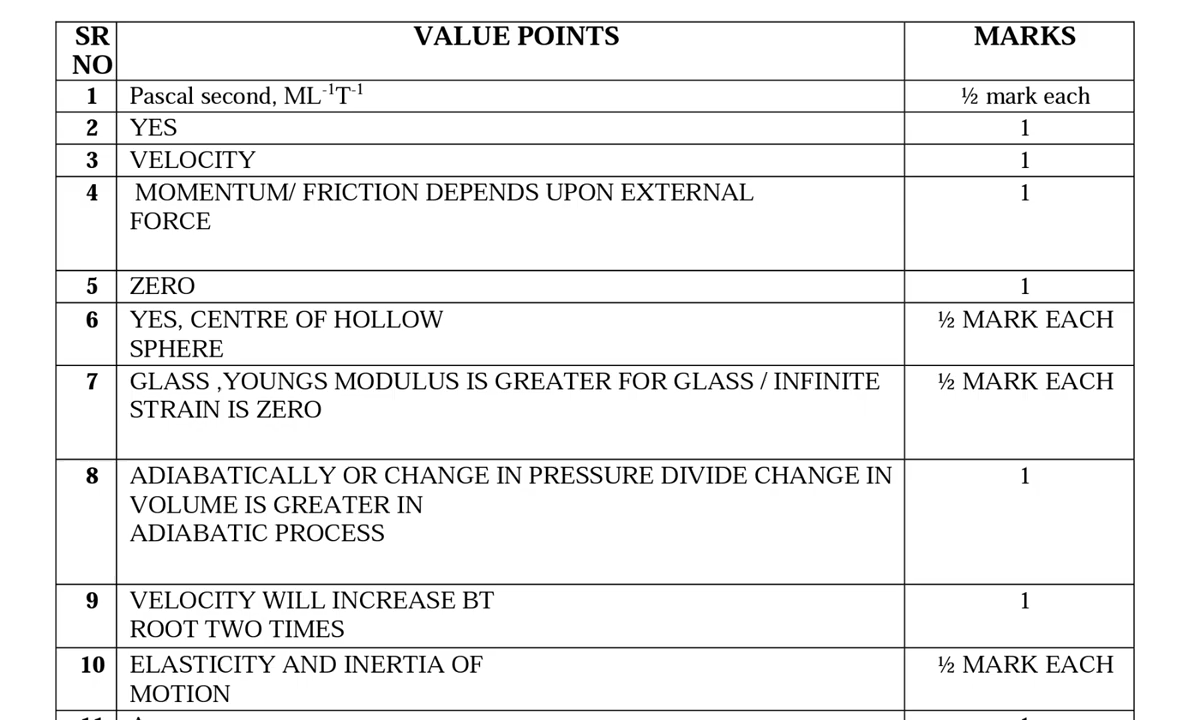 SR NO VALUE POINTS MARKS
1 Pascal second, ML⁻¹T⁻¹ ½ mark each
2 YES 1
3 VELOCITY 1
4 MOMENTUM/ FRICTION DEPENDS UPON EXTERNAL 1
FORCE
5 ZERO 1
6 YES, CENTRE OF HOLLOW ½ MARK EACH
SPHERE
7 GLASS ,YOUNGS MODULUS IS GREATER FOR GLASS / INFINITE ½ MARK EACH
STRAIN IS ZERO
8 ADIABATICALLY OR CHANGE IN PRESSURE DIVIDE CHANGE IN 1
VOLUME IS GREATER IN
ADIABATIC PROCESS
9 VELOCITY WILL INCREASE BT 1
ROOT TWO TIMES
10 ELASTICITY AND INERTIA OF ½ MARK EACH
MOTION